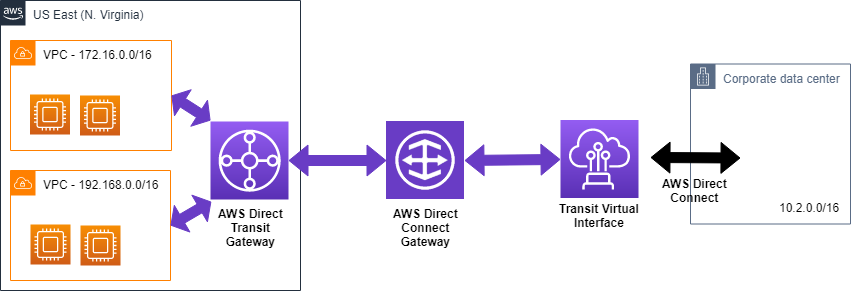 aws
US East (N. Virginia)
VPC - 172.16.0.0/16
VPC - 192.168.0.0/16
AWS Direct
Transit
Gateway
AWS Direct
Connect
Gateway
Transit Virtual
Interface
AWS Direct
Connect
Corporate data center
10.2.0.0/16